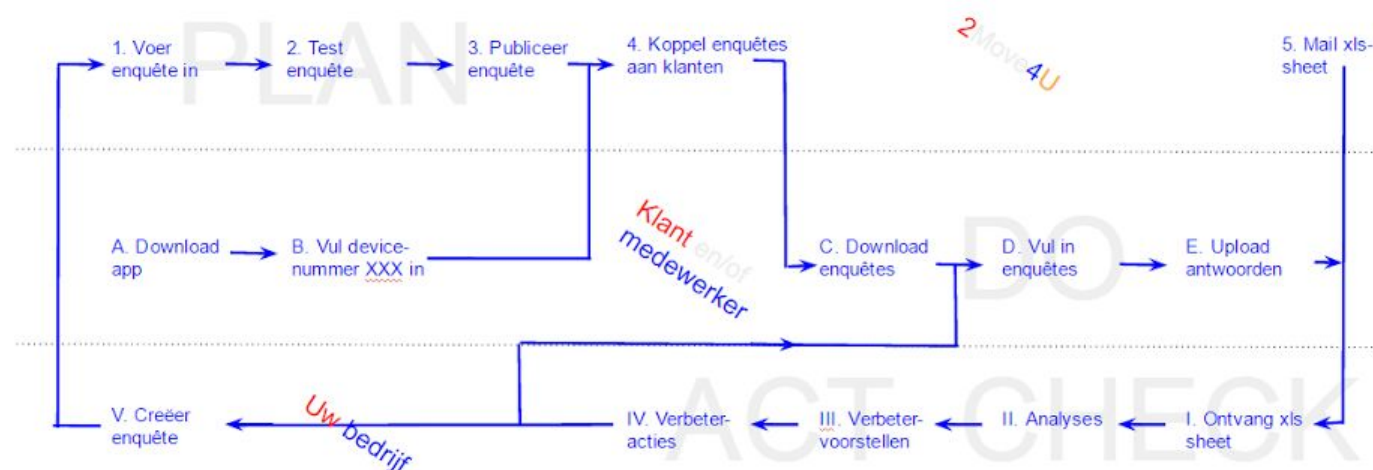 PLAN
1. Voer
enquête in
2. Test
enquête
3. Publiceer
enquête
4. Koppel enquêtes
aan klanten
2Move4U
5. Mail xls-
sheet
A. Download
app
B. Vul device-
nummer XXX in
Klant en/of
medewerker
C. Download
enquêtes
DO
D. Vul in
enquêtes
E. Upload
antwoorden
V. Creëer
enquête
Uw bedrijf
IV. Verbeter-
acties
ACT
III. Verbeter-
voorstellen
II. Analyses
CHECK
I. Ontvang xls
sheet